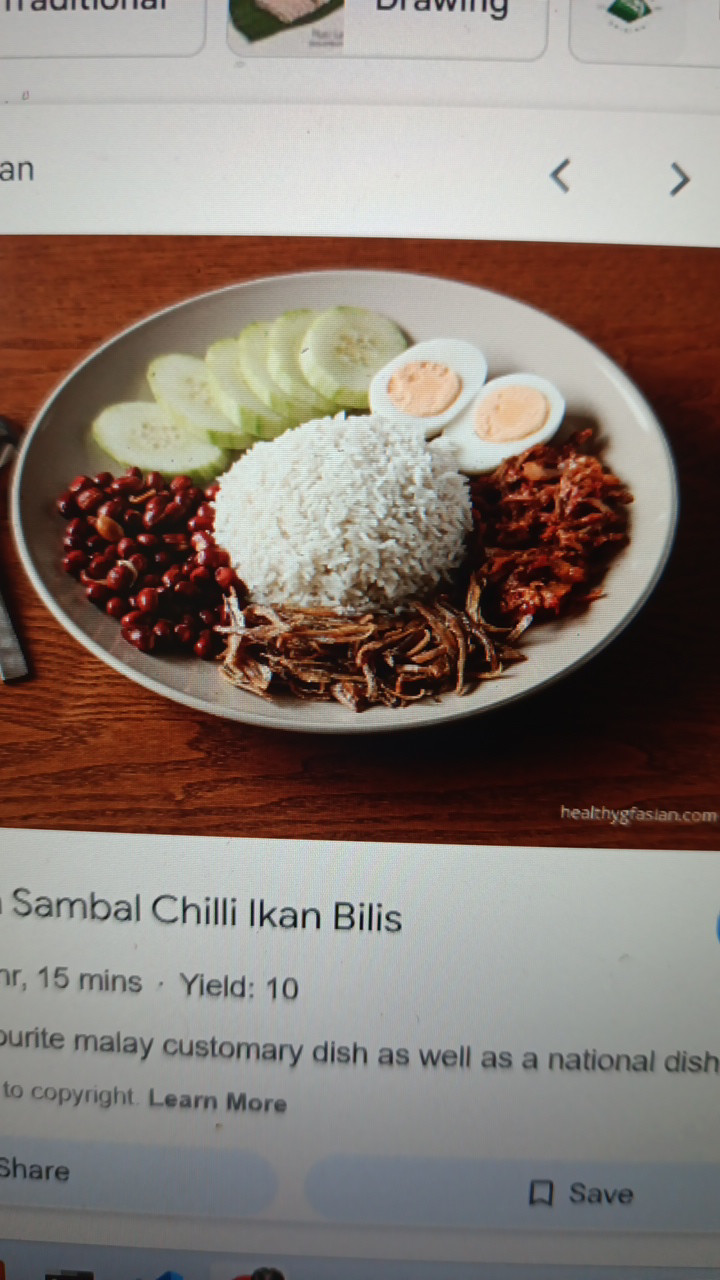 Traditional
Drawing
an
healthygfasian.com
Sambal Chilli Ikan Bilis
hr, 15 mins · Yield: 10
ourite malay customary dish as well as a national dish
to copyright. Learn More
Share
Save